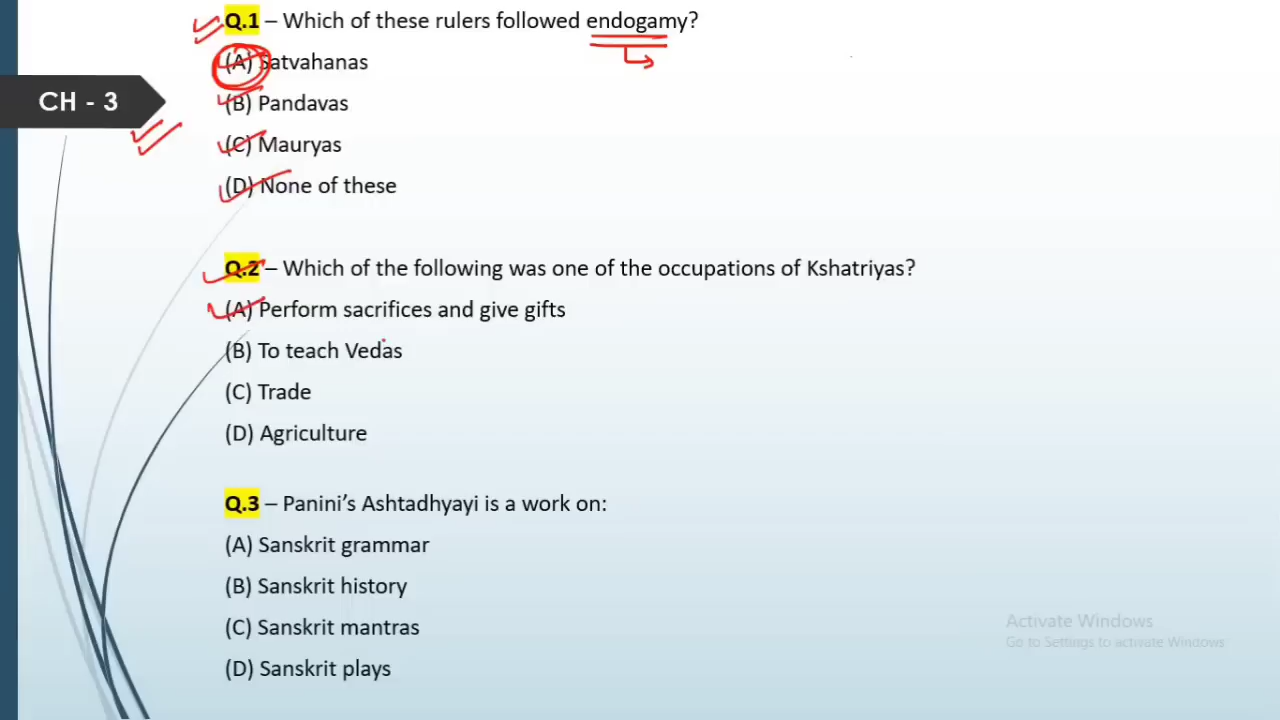 Q.1 – Which of these rulers followed endogamy?
(A) Satvahanas
CH - 3
(B) Pandavas
(C) Mauryas
(D) None of these
Q.2 – Which of the following was one of the occupations of Kshatriyas?
(A) Perform sacrifices and give gifts
(B) To teach Vedas
(C) Trade
(D) Agriculture
Q.3 – Panini’s Ashtadhyayi is a work on:
(A) Sanskrit grammar
(B) Sanskrit history
(C) Sanskrit mantras
(D) Sanskrit plays
Activate Windows
Go to Settings to activate Windows